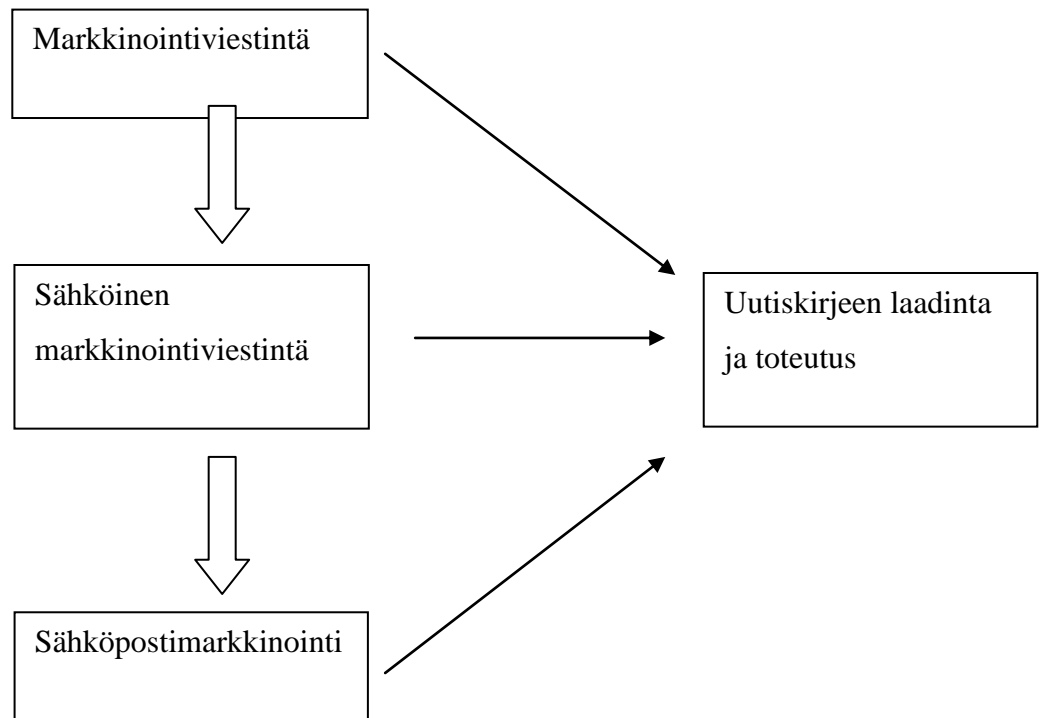 Markkinointiviestintä
Sähköinen
markkinointiviestintä
Uutiskirjeen laadinta
ja toteutus
Sähköpostimarkkinointi